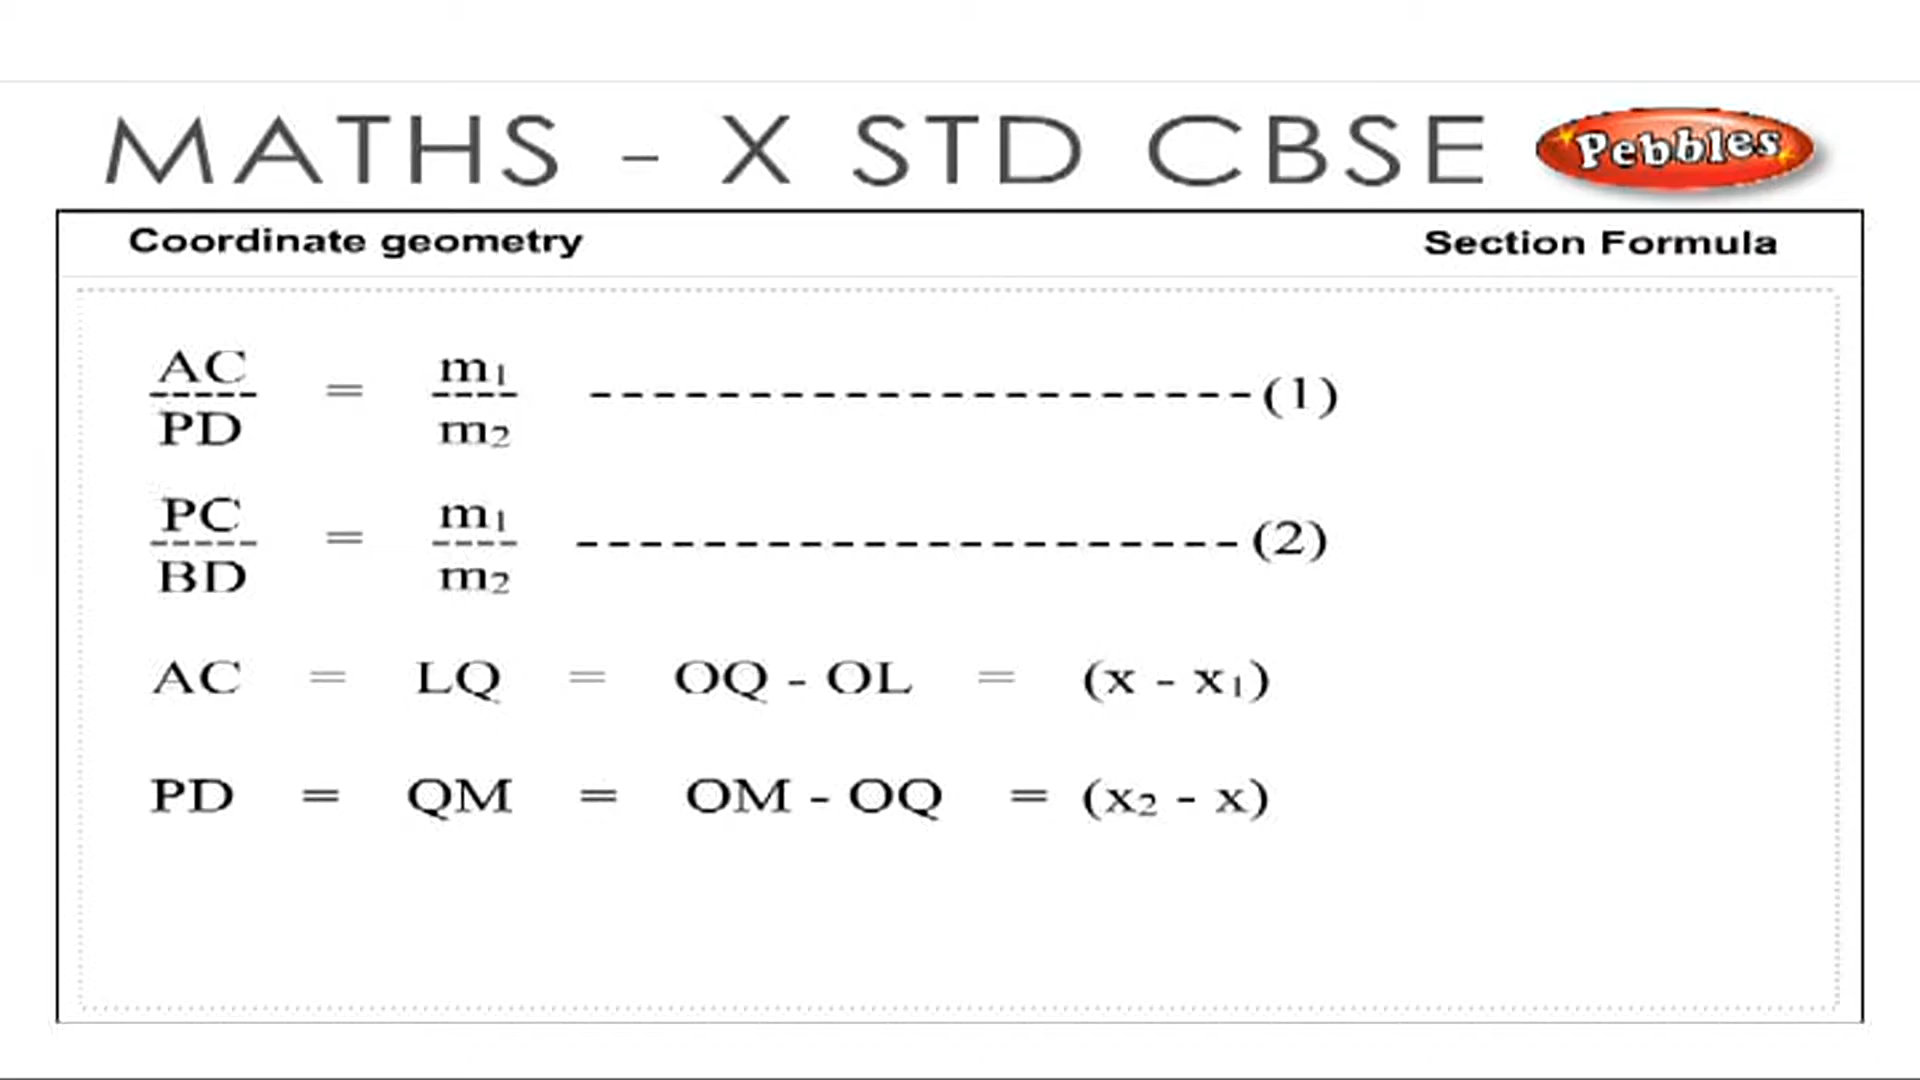 MATHS - X STD CBSE Pebbles
Coordinate geometry Section Formula
AC
----- = m1 ---- --------------------- (1)
PD m2
PC
----- = m1 ---- --------------------- (2)
BD m2
AC = LQ = OQ - OL = (x - x1)
PD = QM = OM - OQ = (x2 - x)